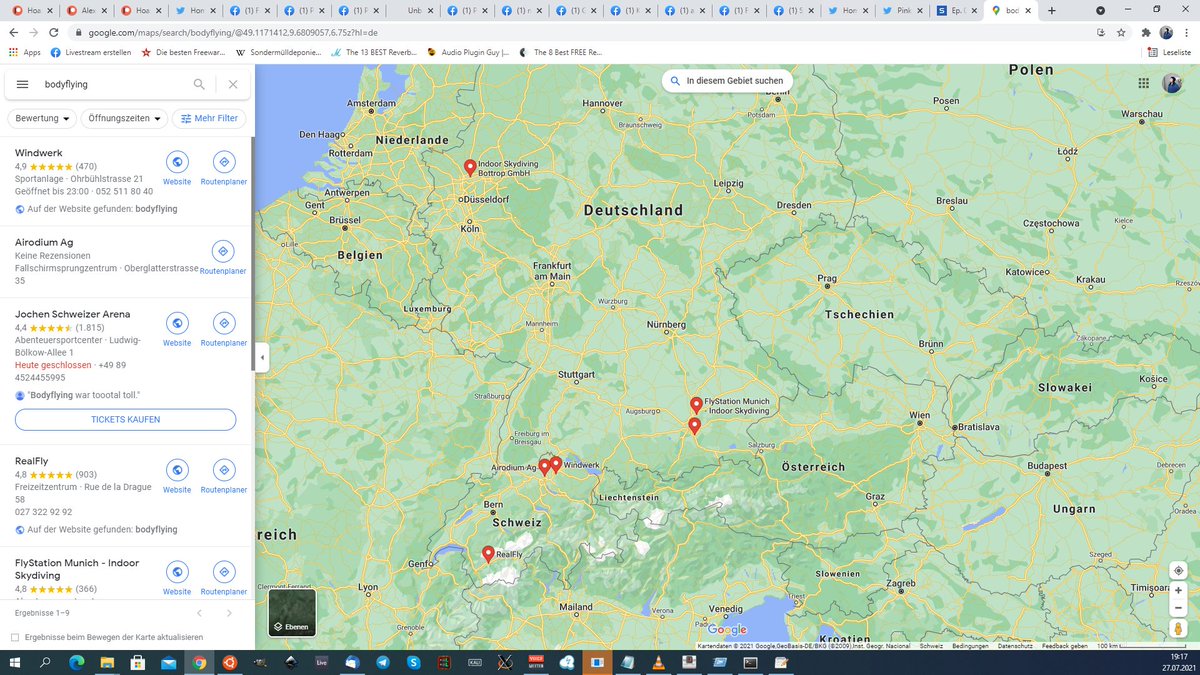 Hoa
Alex
Hoa
Hom
(1) F
(1) P
(1) P
Unb
(1) P
(1) n
(1) C
(1) K
(1) a
(1) F
(1) S
Hom
Pink
Ep. (
bod
google.com/maps/search/bodyflying/@49.1171412,9.6809057,6.75z?hl=de
Apps
Livestream erstellen
Die besten Freewar...
Sondermülldeponie...
The 13 BEST Reverb...
Audio Plugin Guy |...
The 8 Best FREE Re...
Leseliste
bodyflying
Bewertung
Öffnungszeiten
Mehr Filter
Windwerk
4,9 (470)
Sportanlage · Ohrbühlstrasse 21
Geöffnet bis 23:00 · 052 511 80 40
Website
Routenplaner
Auf der Website gefunden: bodyflying
Airodium Ag
Keine Rezensionen
Fallschirmsprungzentrum · Oberglatterstrasse
35
Routenplaner
Jochen Schweizer Arena
4,4 (1.815)
Abenteuersportcenter · Ludwig-
Bölkow-Allee 1
Heute geschlossen · +49 89
4524455995
Website
Routenplaner
"Bodyflying war toootal toll."
TICKETS KAUFEN
RealFly
4,8 (903)
Freizeitzentrum · Rue de la Drague
58
027 322 92 92
Website
Routenplaner
Auf der Website gefunden: bodyflying
FlyStation Munich - Indoor
Skydiving
4,8 (366)
Website
Routenplaner
Ergebnisse 1–9
Ergebnisse beim Bewegen der Karte aktualisieren
In diesem Gebiet suchen
Polen
Amsterdam
Hannover
Berlin
Potsdam
Posen
Warschau
Braunschweig
Den Haag
Niederlande
Rotterdam
Łódź
Indoor Skydiving
Bottrop GmbH
Antwerpen
Düsseldorf
Leipzig
Gent
Deutschland
Dresden
Breslau
Brüssel
Köln
Częstochowa
Kielce
Lille
Belgien
Frankfurt
am Main
Katowice
Krakau
Rzeszów
Prag
Würzburg
Luxemburg
Tschechien
Mannheim
Nürnberg
Brünn
Zakopane
Stuttgart
Košice
Slowakei
Straßburg
FlyStation Munich
- Indoor Skydiving
Augsburg
Wien
Bratislava
Freiburg im
Breisgau
Salzburg
Airodium Ag
Windwerk
Österreich
Budapest
Debrecen
Liechtenstein
Graz
Bern
Schweiz
Ungarn
Oradea
reich
RealFly
Genf
Szeged
Slowenien
Clermont-Ferrand
Lyon
Zagreb
Timișoara
Mailand
Verona
Venedig
Triest
Grenoble
Kroatien
Ebenen
Google
Kartendaten © 2021 Google,GeoBasis-DE/BKG (©2009),Inst. Geogr. Nacional
Schweiz
Bedingungen
Datenschutz
Feedback geben
100 km
Live
19:17
27.07.2021